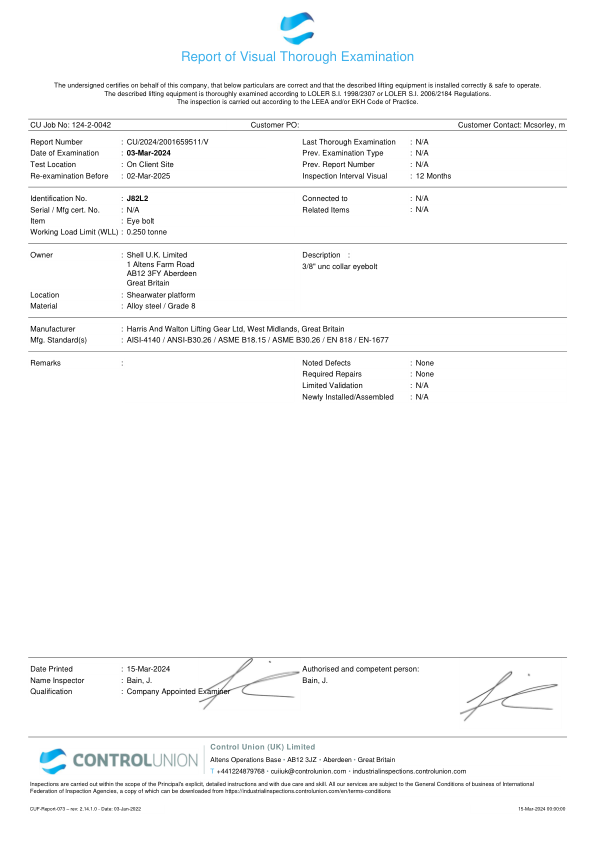 Report of Visual Thorough Examination
The undersigned certifies on behalf of this company, that below particulars are correct and that the described lifting equipment is installed correctly & safe to operate.
The described lifting equipment is thoroughly examined according to LOLER S.I. 1998/2307 or LOLER S.I. 2006/2184 Regulations.
The inspection is carried out according to the LEEA and/or EKH Code of Practice.
CU Job No: 124-2-0042 Customer PO: Customer Contact: Mcsorley, m
Report Number : CU/2024/2001659511/V Last Thorough Examination : N/A
Date of Examination : 03-Mar-2024 Prev. Examination Type : N/A
Test Location : On Client Site Prev. Report Number : N/A
Re-examination Before : 02-Mar-2025 Inspection Interval Visual : 12 Months
Identification No. : J82L2 Connected to : N/A
Serial / Mfg cert. No. : N/A Related Items : N/A
Item : Eye bolt
Working Load Limit (WLL) : 0.250 tonne
Owner : Shell U.K. Limited Description :
1 Altens Farm Road 3/8" unc collar eyebolt
AB12 3FY Aberdeen
Great Britain
Location : Shearwater platform
Material : Alloy steel / Grade 8
Manufacturer : Harris And Walton Lifting Gear Ltd, West Midlands, Great Britain
Mfg. Standard(s) : AISI-4140 / ANSI-B30.26 / ASME B18.15 / ASME B30.26 / EN 818 / EN-1677
Remarks : Noted Defects : None
Required Repairs : None
Limited Validation : N/A
Newly Installed/Assembled : N/A
Date Printed : 15-Mar-2024 Authorised and competent person:
Name Inspector : Bain, J. Bain, J.
Qualification : Company Appointed Examiner
CONTROLUNION
Control Union (UK) Limited
Altens Operations Base · AB12 3JZ · Aberdeen · Great Britain
T +441224879768 · cuiiuk@controlunion.com · industrialinspections.controlunion.com
Inspections are carried out within the scope of the Principal's explicit, detailed instructions and with due care and skill. All our services are subject to the General Conditions of business of International
Federation of Inspection Agencies, a copy of which can be downloaded from https://industrialinspections.controlunion.com/en/terms-conditions
CUF-Report-073 – rev: 2.14.1.0 - Date: 03-Jun-2022 15-Mar-2024 00:00:00